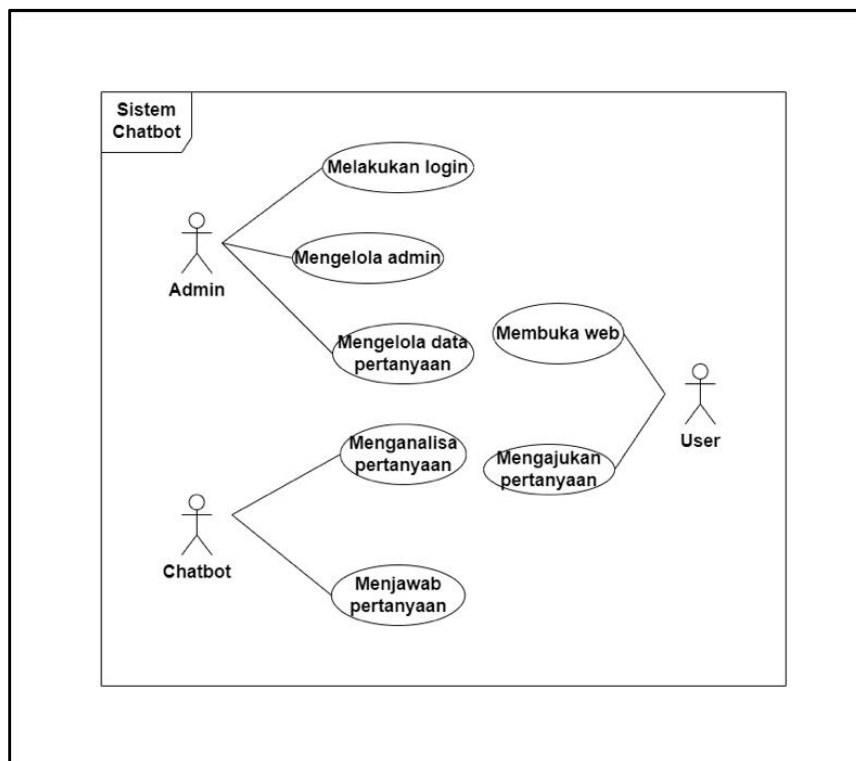 Sistem
Chatbot
Melakukan login
Mengelola admin
Admin
Mengelola data
pertanyaan
Membuka web
User
Menganalisa
pertanyaan
Mengajukan
pertanyaan
Chatbot
Menjawab
pertanyaan